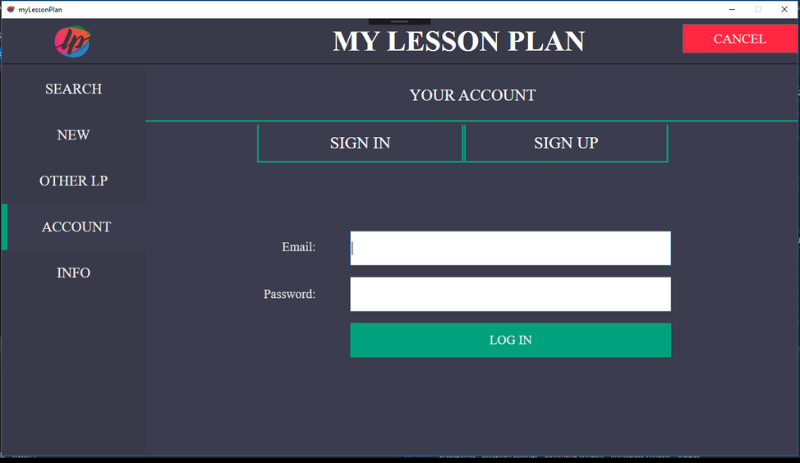 myLessonPlan
lp
MY LESSON PLAN
CANCEL
SEARCH
NEW
OTHER LP
ACCOUNT
INFO
YOUR ACCOUNT
SIGN IN
SIGN UP
Email:
Password:
LOG IN